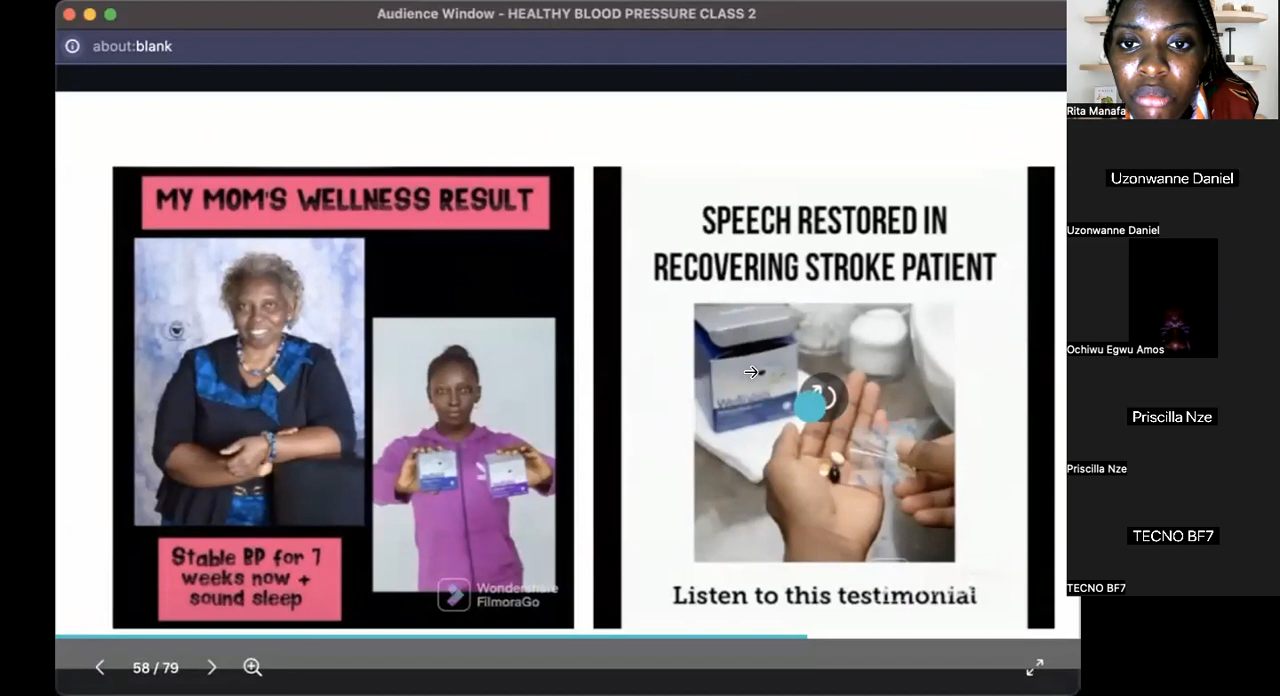 Audience Window - HEALTHY BLOOD PRESSURE CLASS 2
about:blank
MY MOM'S WELLNESS RESULT
Stable BP for 7
weeks now +
sound sleep
Wondershare
FilmoraGo
SPEECH RESTORED IN
RECOVERING STROKE PATIENT
Listen to this testimonial
58 / 79
Rita Manafa
Uzonwanne Daniel
Uzonwanne Daniel
Ochiwu Egwu Amos
Priscilla Nze
Priscilla Nze
TECNO BF7
TECNO BF7